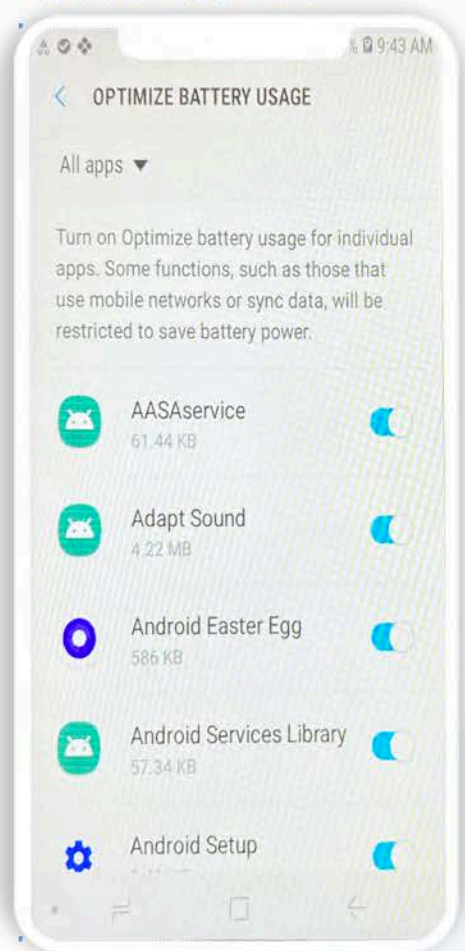 9:43 AM
OPTIMIZE BATTERY USAGE
All apps
Turn on Optimize battery usage for individual
apps. Some functions, such as those that
use mobile networks or sync data, will be
restricted to save battery power.
AASAservice
61.44 KB
Adapt Sound
4.22 MB
Android Easter Egg
586 KB
Android Services Library
57.34 KB
Android Setup